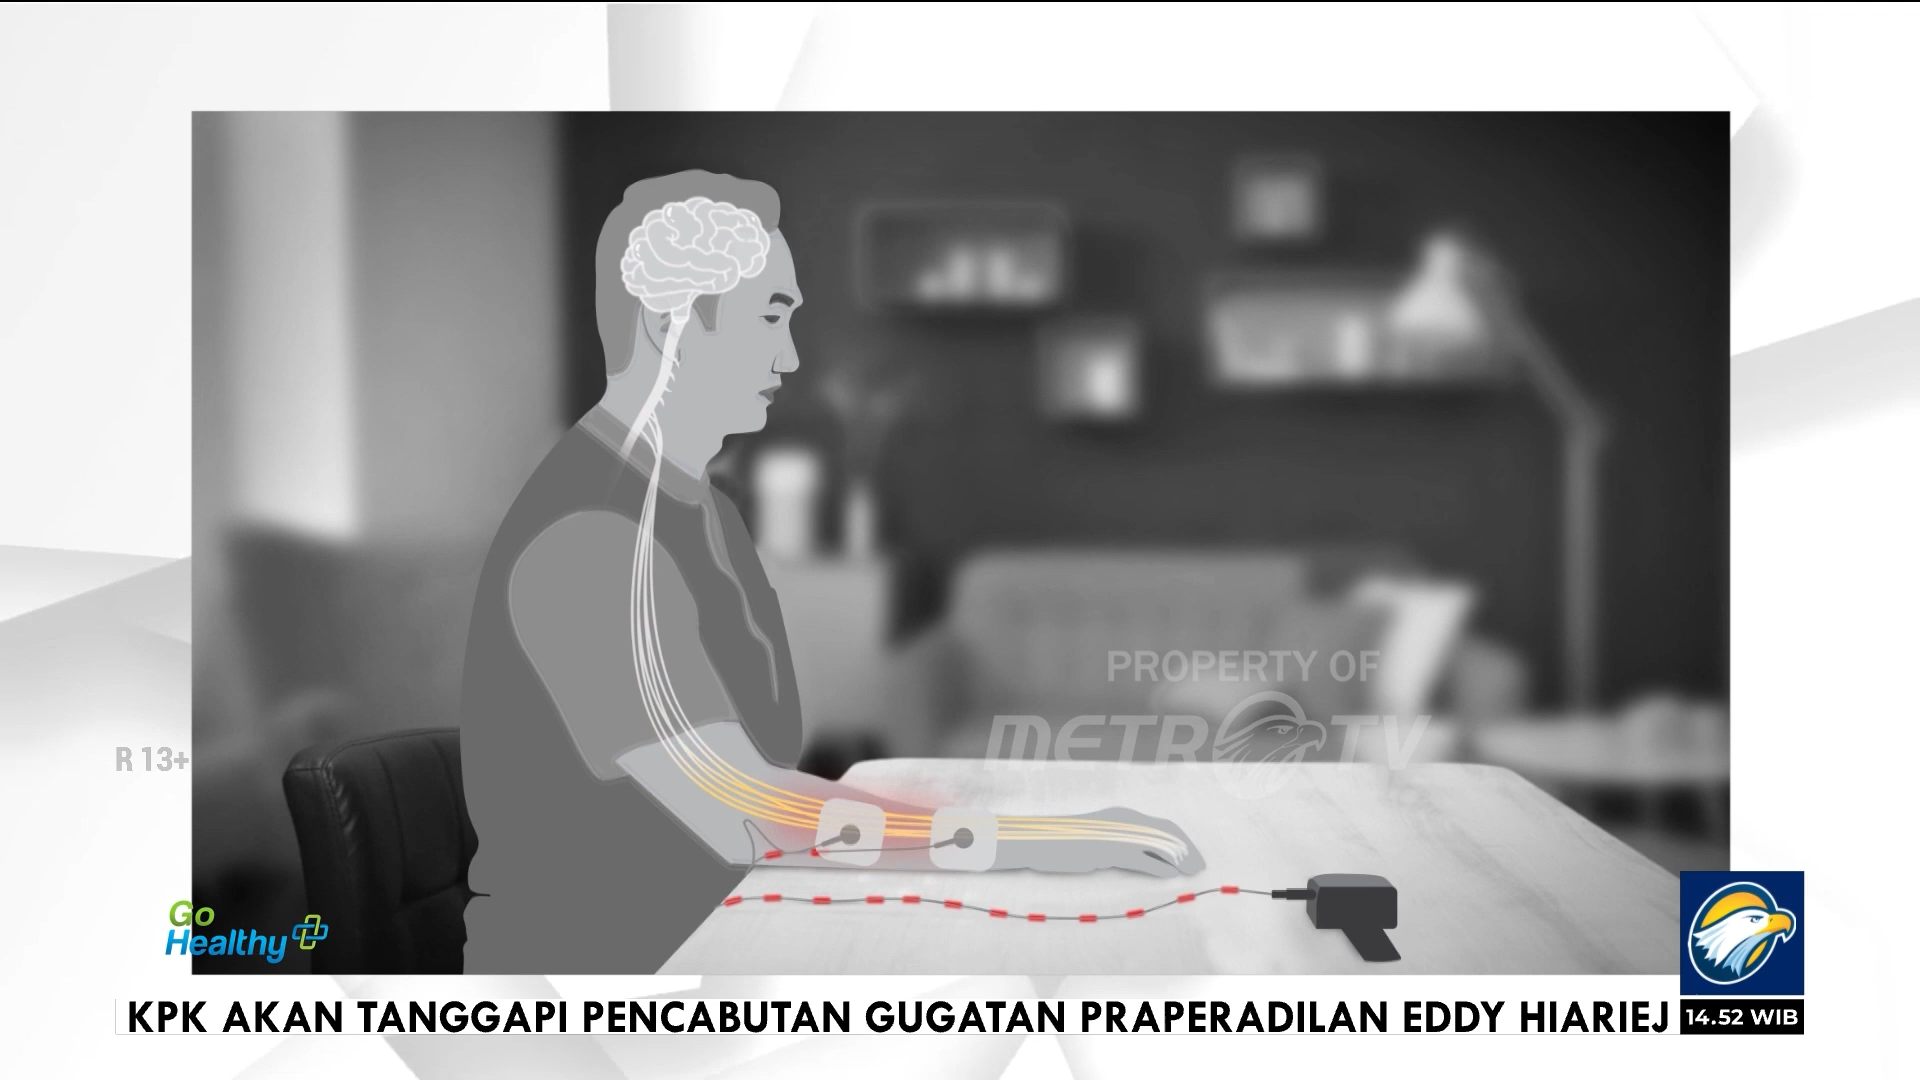 PROPERTY OF
METRO TV
R 13+
Go
Healthy
KPK AKAN TANGGAPI PENCABUTAN GUGATAN PRAPERADILAN EDDY HIARIEJ
14.52 WIB